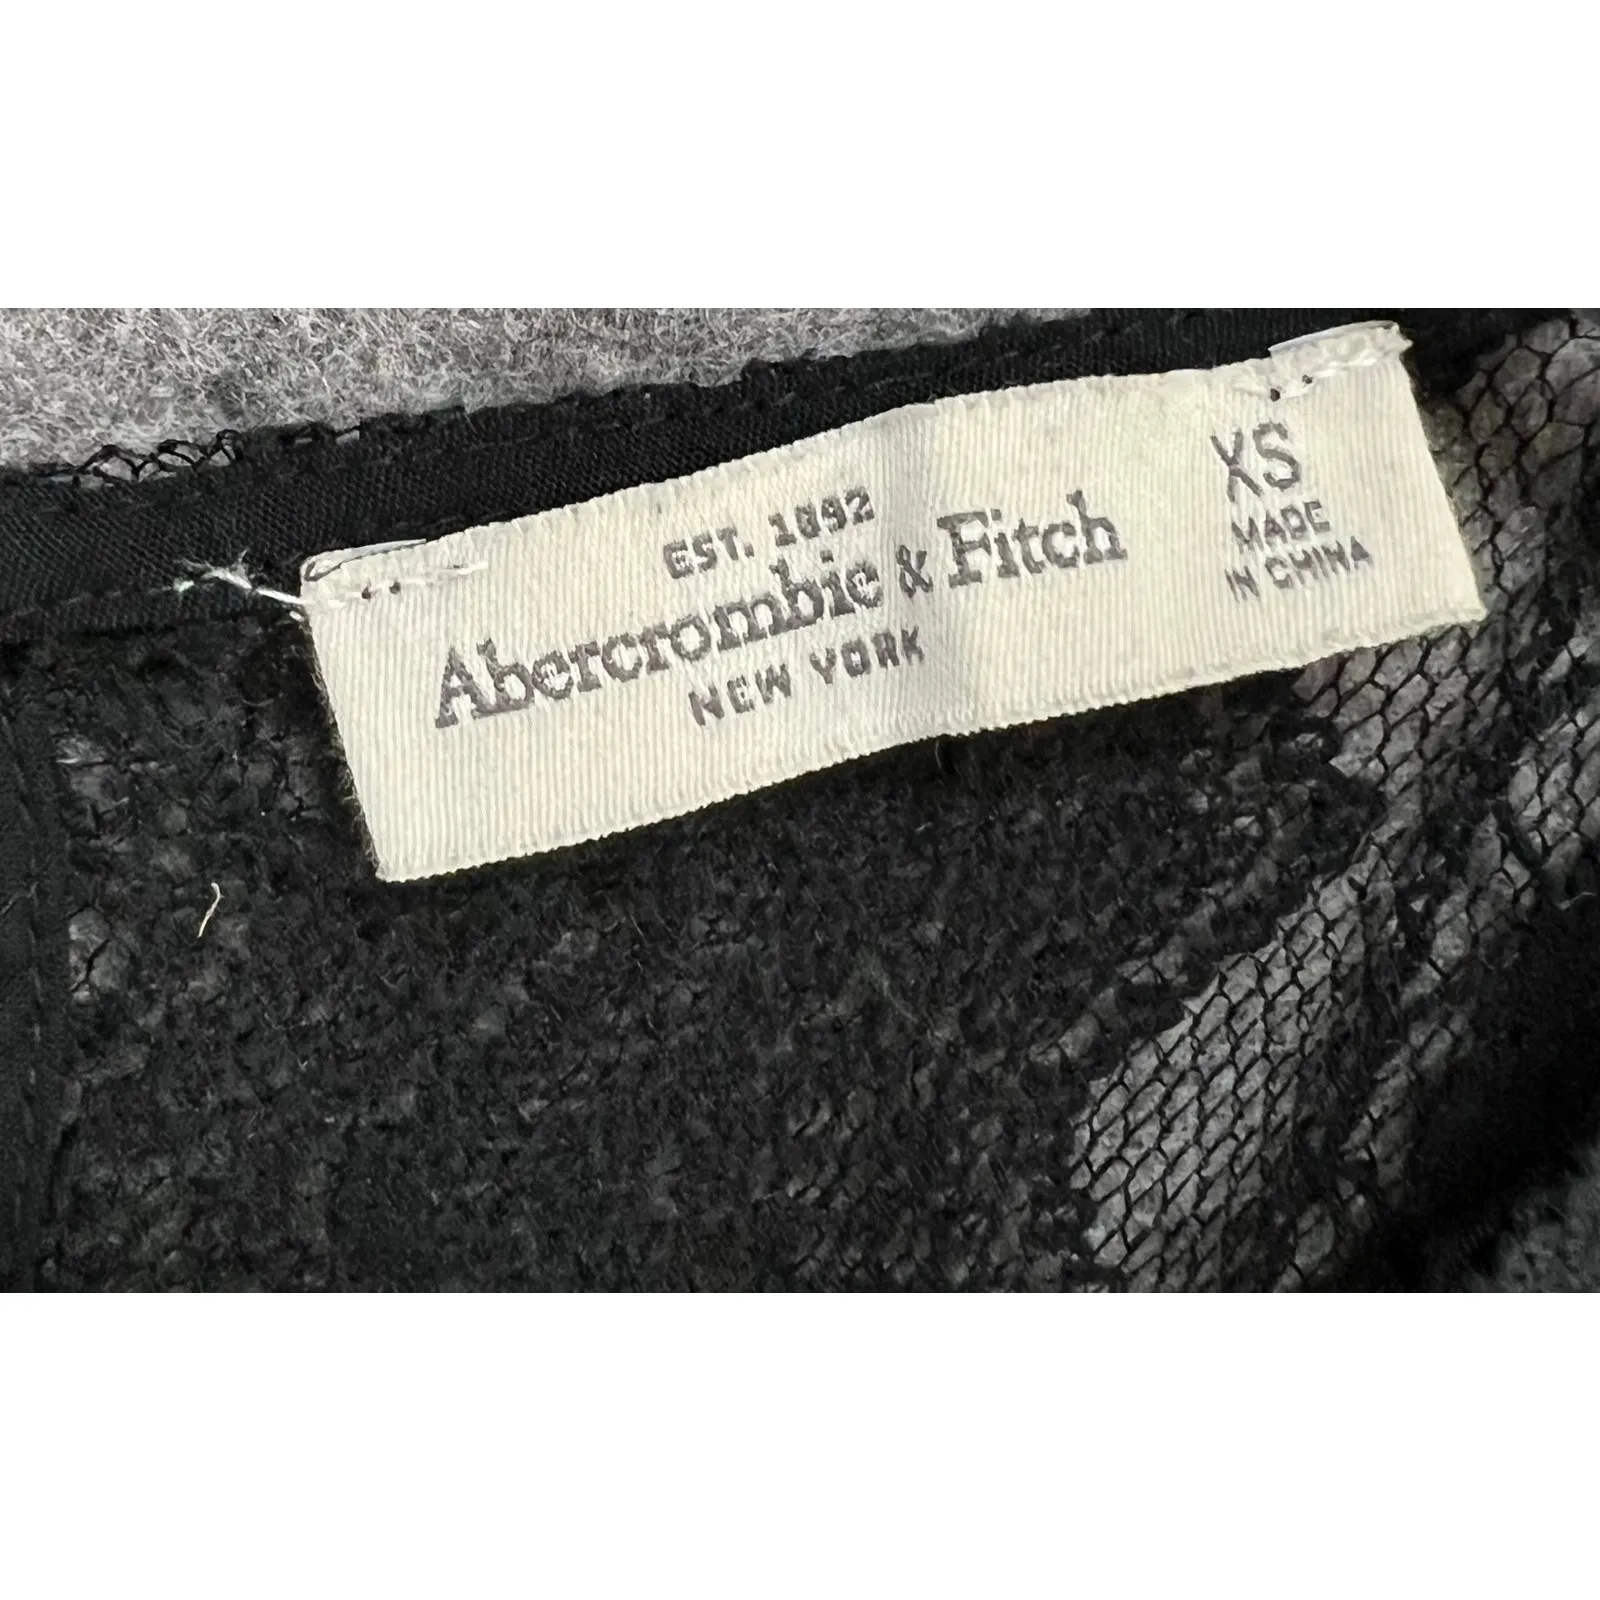 EST. 1892
Abercrombie & Fitch
NEW YORK
XS
MADE
IN CHINA